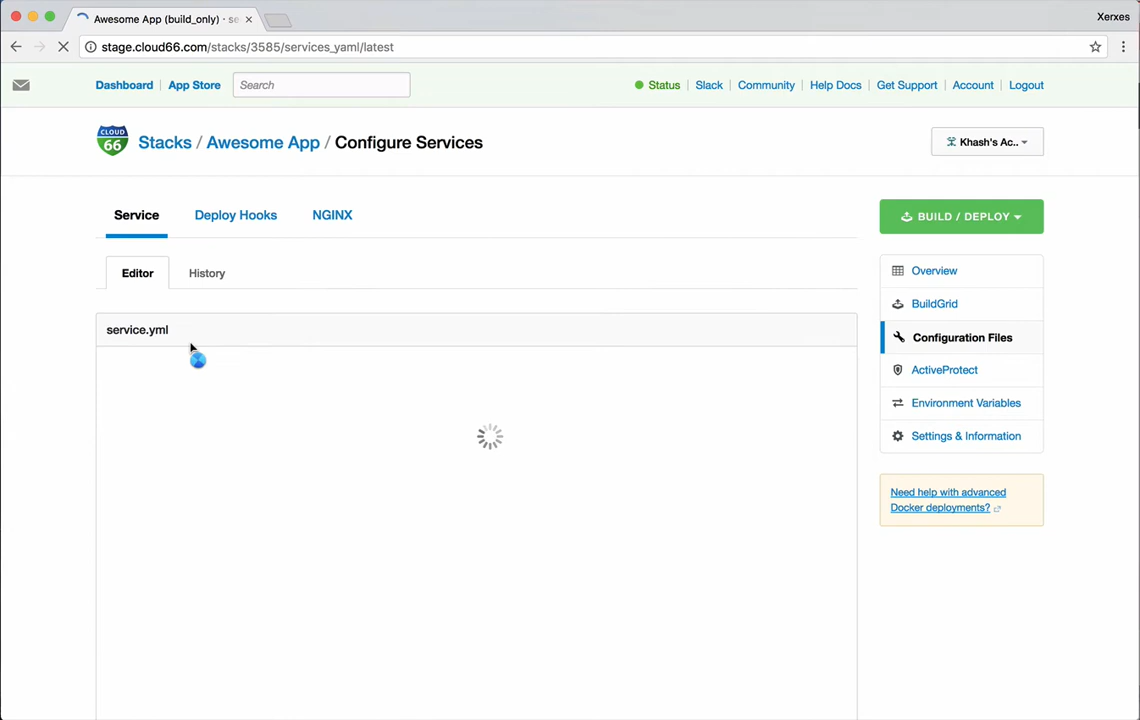 Awesome App (build_only) · se
Xerxes
stage.cloud66.com/stacks/3585/services_yaml/latest
Dashboard
App Store
Search
Status
Slack
Community
Help Docs
Get Support
Account
Logout
CLOUD
66
Stacks / Awesome App / Configure Services
Khash's Ac..
Service
Deploy Hooks
NGINX
BUILD / DEPLOY
Editor
History
Overview
BuildGrid
service.yml
Configuration Files
ActiveProtect
Environment Variables
Settings & Information
Need help with advanced
Docker deployments?